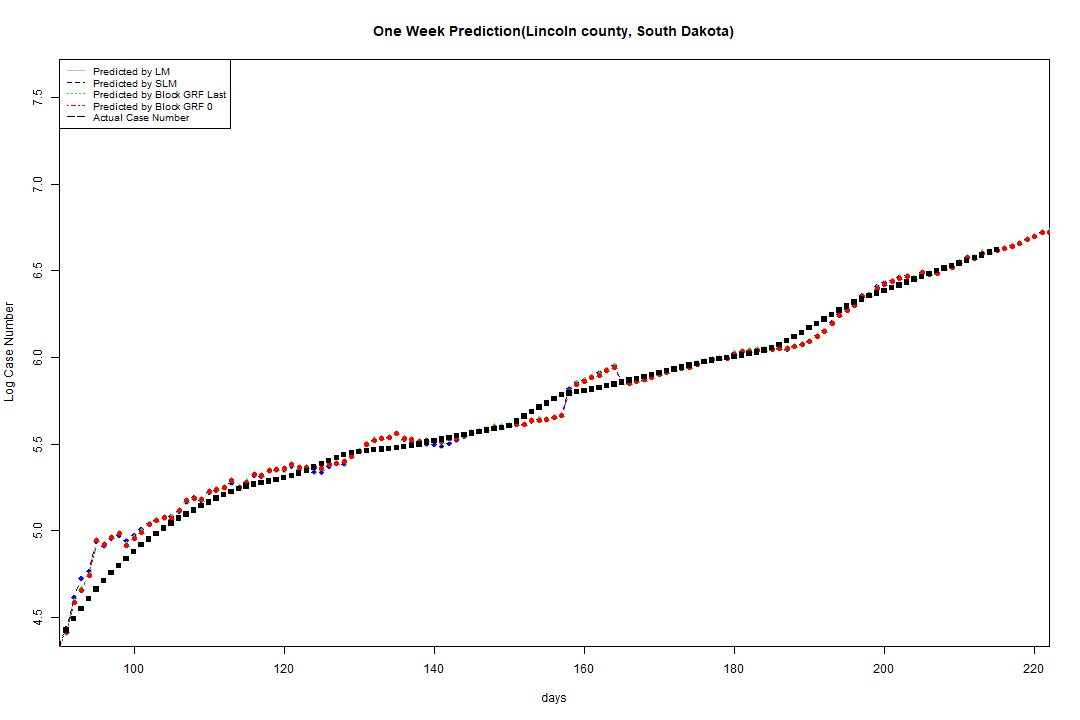 One Week Prediction(Lincoln county, South Dakota)
Predicted by LM
Predicted by SLM
Predicted by Block GRF Last
Predicted by Block GRF 0
Actual Case Number
7.5
7.0
6.5
6.0
5.5
5.0
4.5
Log Case Number
100 120 140 160 180 200 220
days